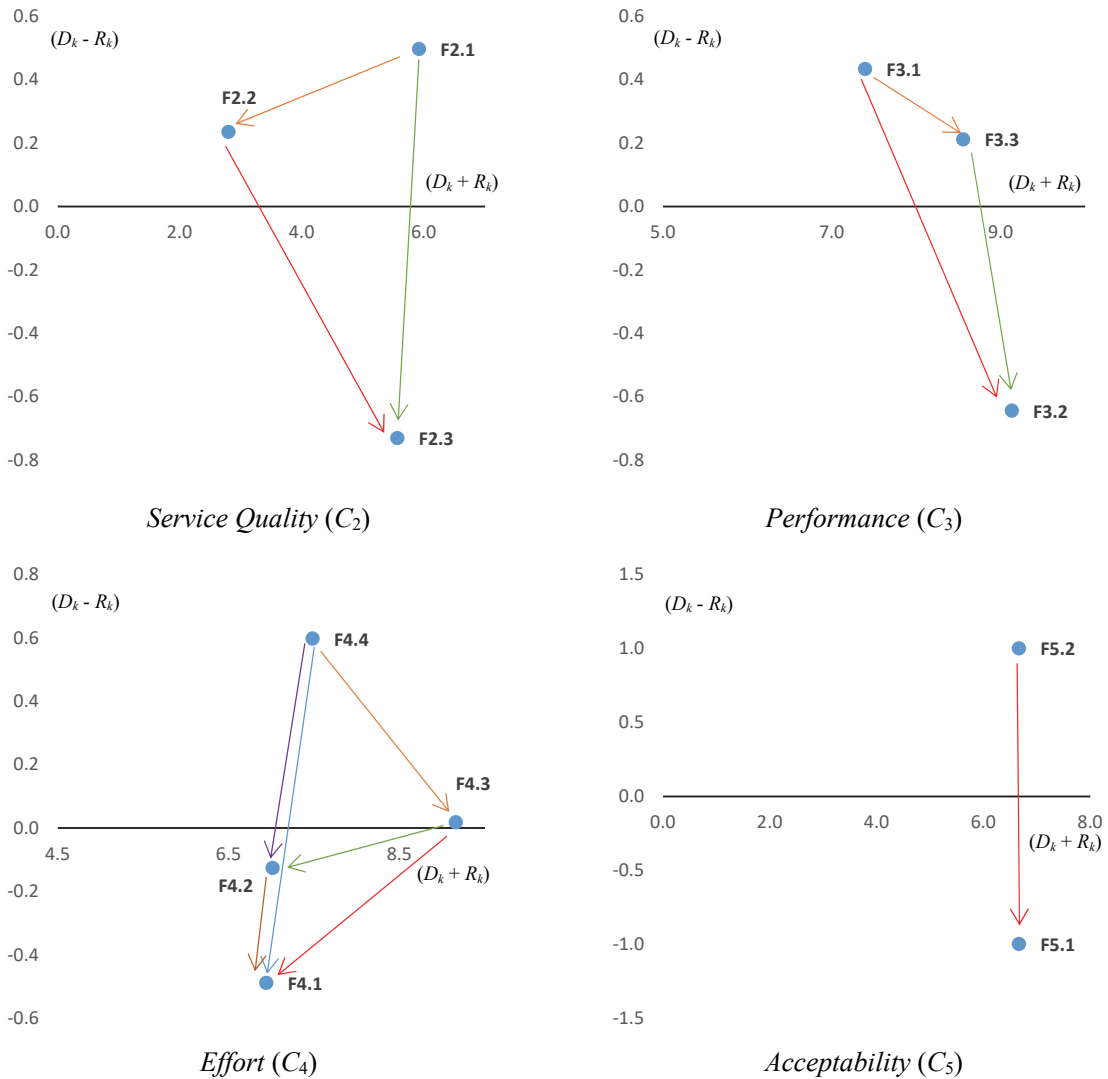 0.6
(Dk - Rk)
F2.1
0.4
F2.2
0.2
(Dk + Rk)
0.0
0.0 2.0 4.0 6.0
-0.2
-0.4
-0.6
F2.3
-0.8
Service Quality (C2)
0.6
(Dk - Rk)
F3.1
0.4
0.2
F3.3
(Dk + Rk)
0.0
5.0 7.0 9.0
-0.2
-0.4
-0.6
F3.2
-0.8
Performance (C3)
0.8
(Dk - Rk)
0.6
F4.4
0.4
0.2
F4.3
0.0
4.5 6.5 8.5
(Dk + Rk)
F4.2
-0.2
-0.4
F4.1
-0.6
Effort (C4)
1.5
(Dk - Rk)
1.0
F5.2
0.5
0.0
0.0 2.0 4.0 6.0 8.0
(Dk + Rk)
-0.5
-1.0
F5.1
-1.5
Acceptability (C5)